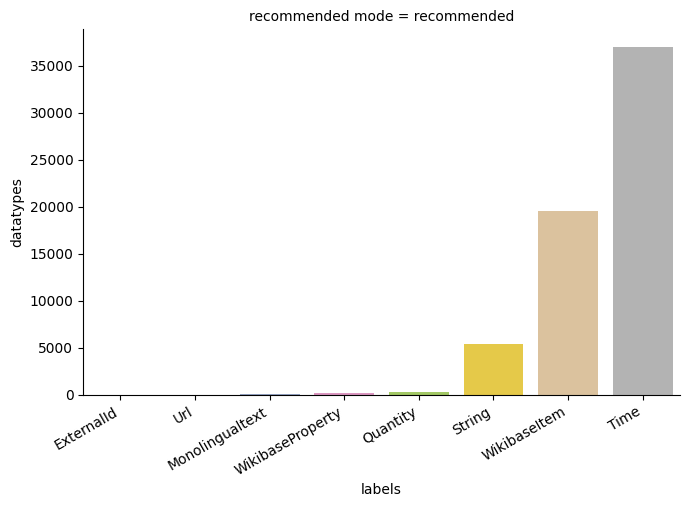 recommended mode = recommended
35000
30000
25000
20000
15000
10000
5000
0
datatypes
ExternalId
Url
Monolingualtext
WikibaseProperty
Quantity
String
WikibaseItem
Time
labels